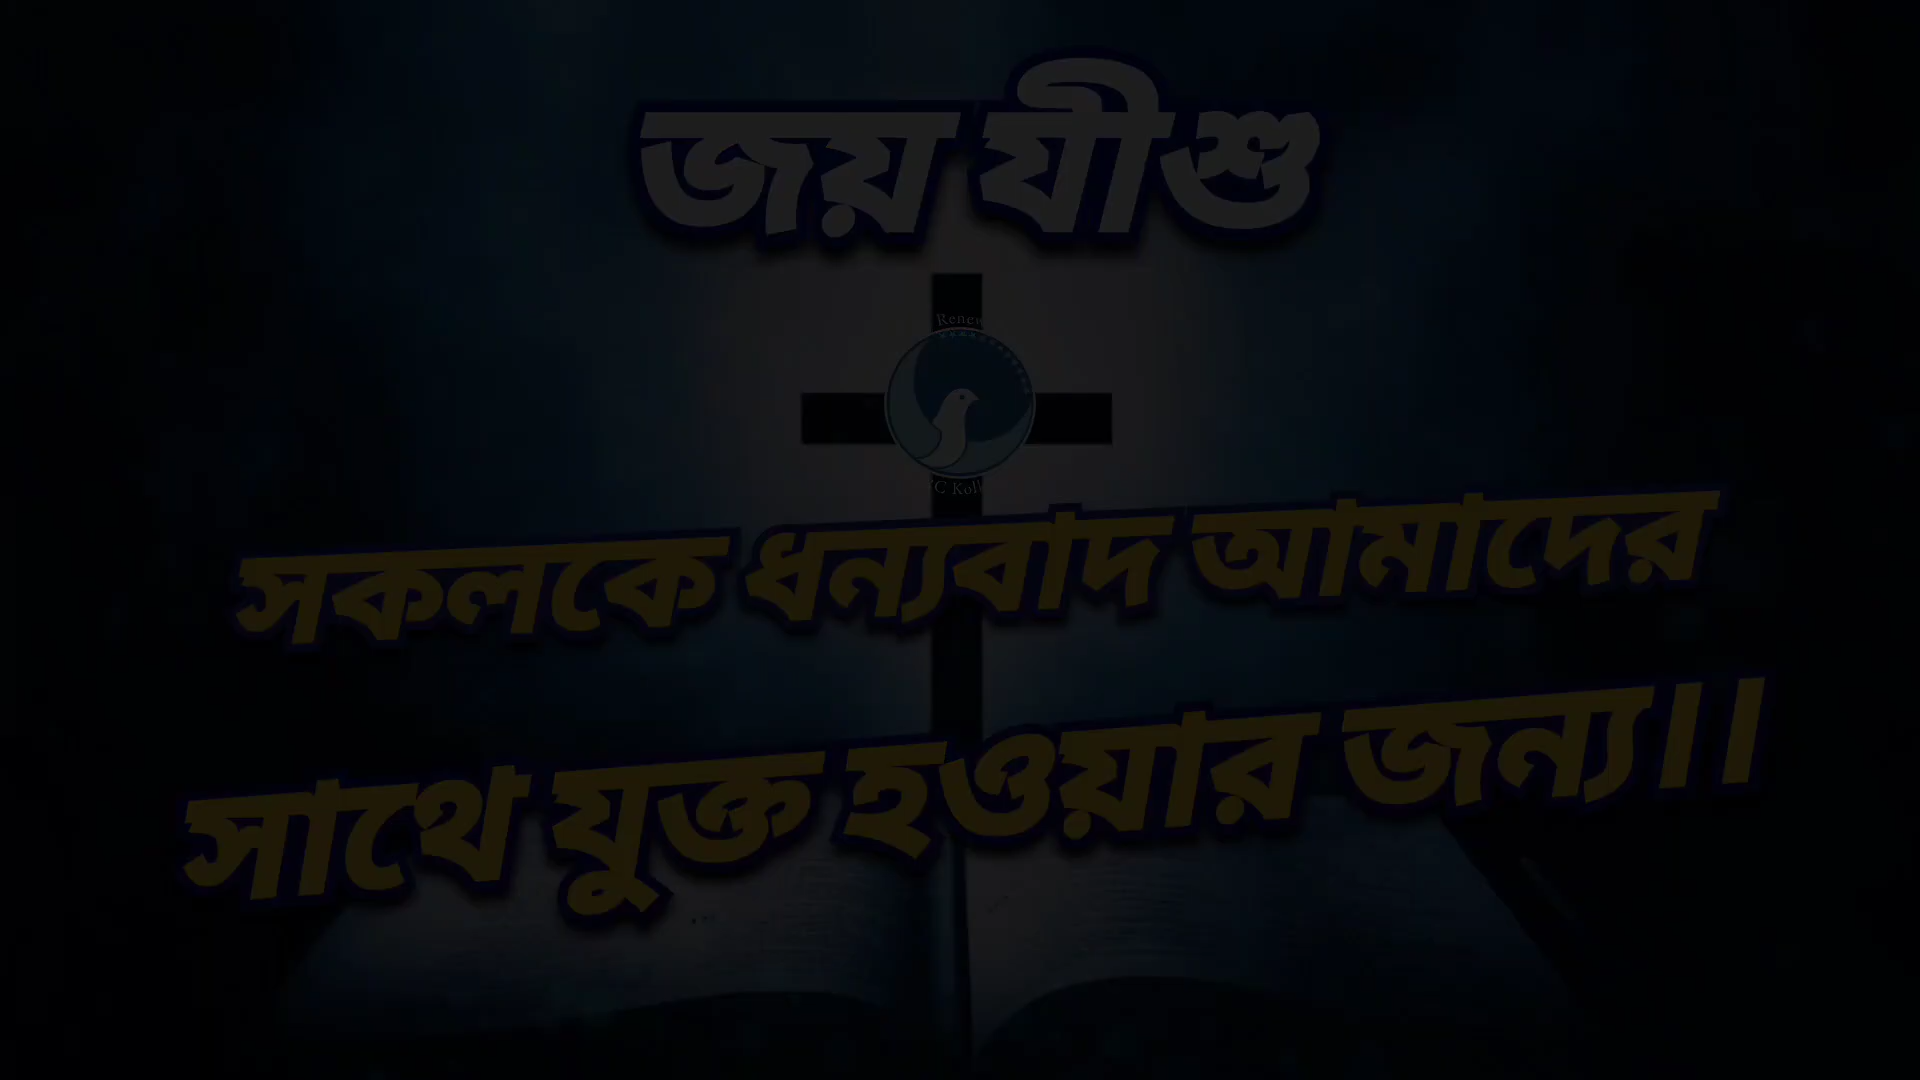 জয় যীশু
সকলকে ধন্যবাদ আমাদের
সাথে যুক্ত হওয়ার জন্য।।